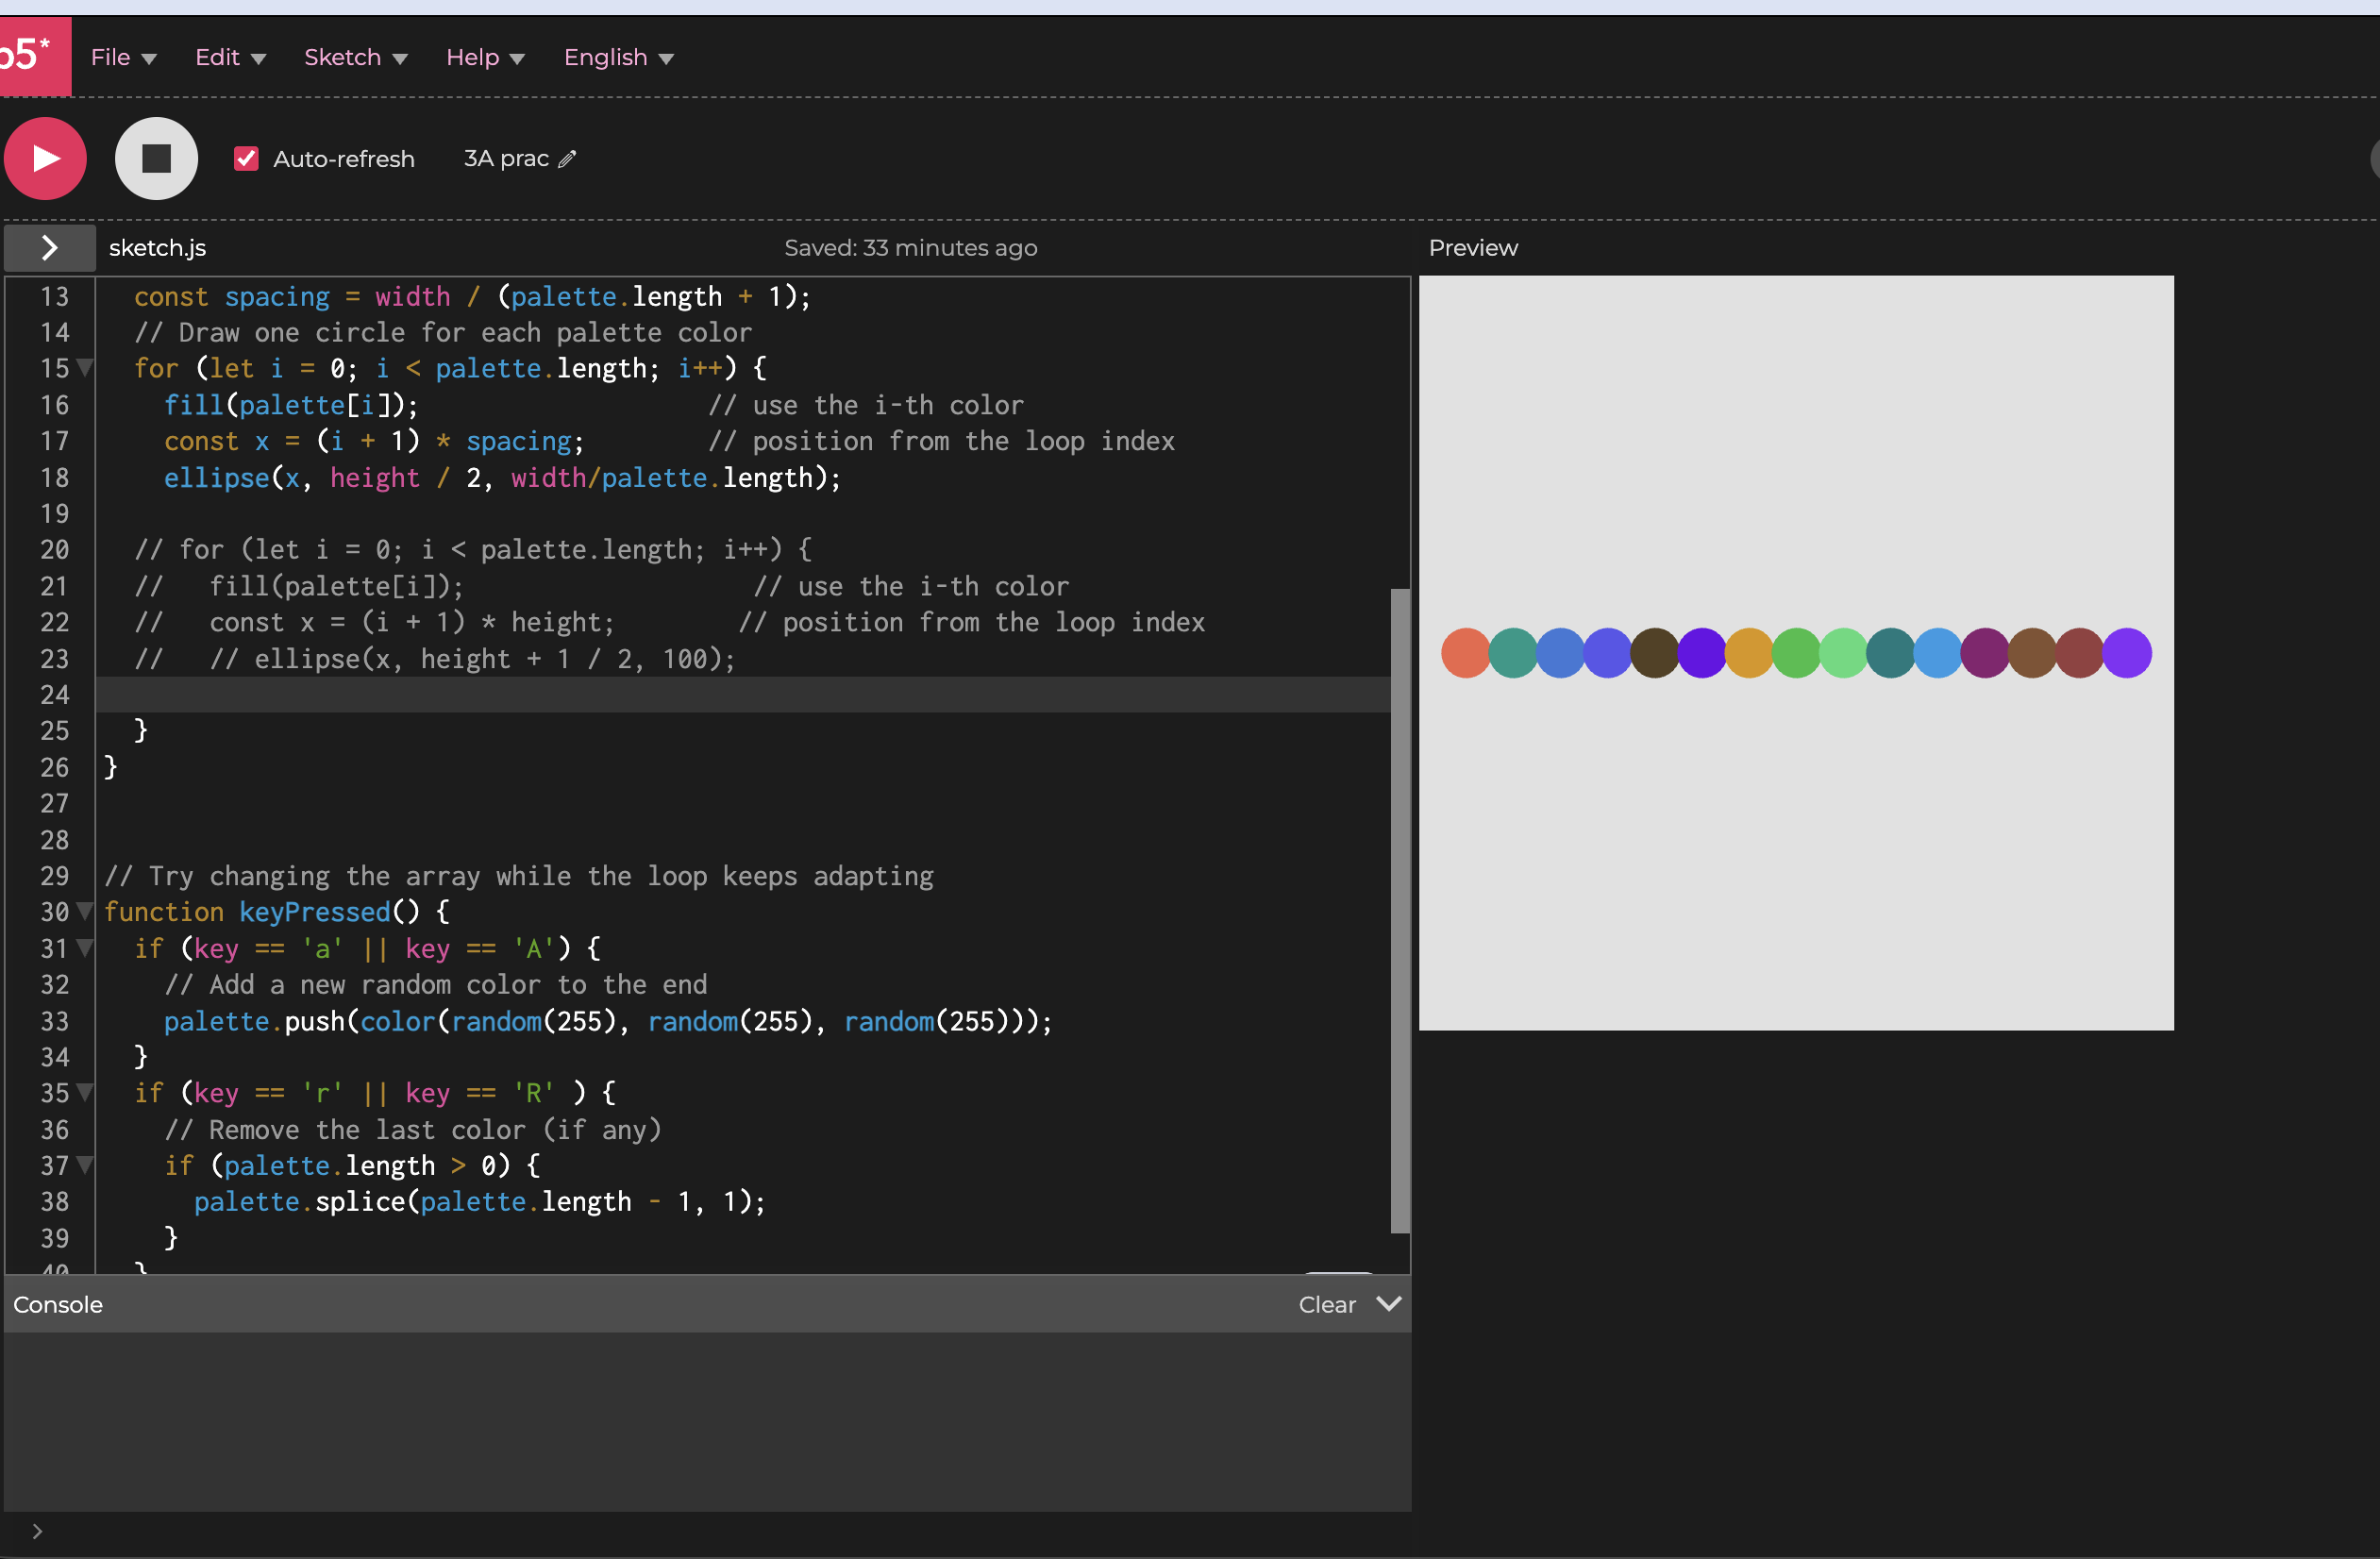 p5*
File Edit Sketch Help English
Auto-refresh 3A prac
sketch.js Saved: 33 minutes ago Preview
13 const spacing = width / (palette.length + 1);
14 // Draw one circle for each palette color
15 for (let i = 0; i < palette.length; i++) {
16 fill(palette[i]); // use the i-th color
17 const x = (i + 1) * spacing; // position from the loop index
18 ellipse(x, height / 2, width/palette.length);
19
20 // for (let i = 0; i < palette.length; i++) {
21 // fill(palette[i]); // use the i-th color
22 // const x = (i + 1) * height; // position from the loop index
23 // // ellipse(x, height + 1 / 2, 100);
24
25 }
26 }
27
28
29 // Try changing the array while the loop keeps adapting
30 function keyPressed() {
31 if (key == 'a' || key == 'A') {
32 // Add a new random color to the end
33 palette.push(color(random(255), random(255), random(255)));
34 }
35 if (key == 'r' || key == 'R' ) {
36 // Remove the last color (if any)
37 if (palette.length > 0) {
38 palette.splice(palette.length - 1, 1);
39 }
40 }
Console Clear
>